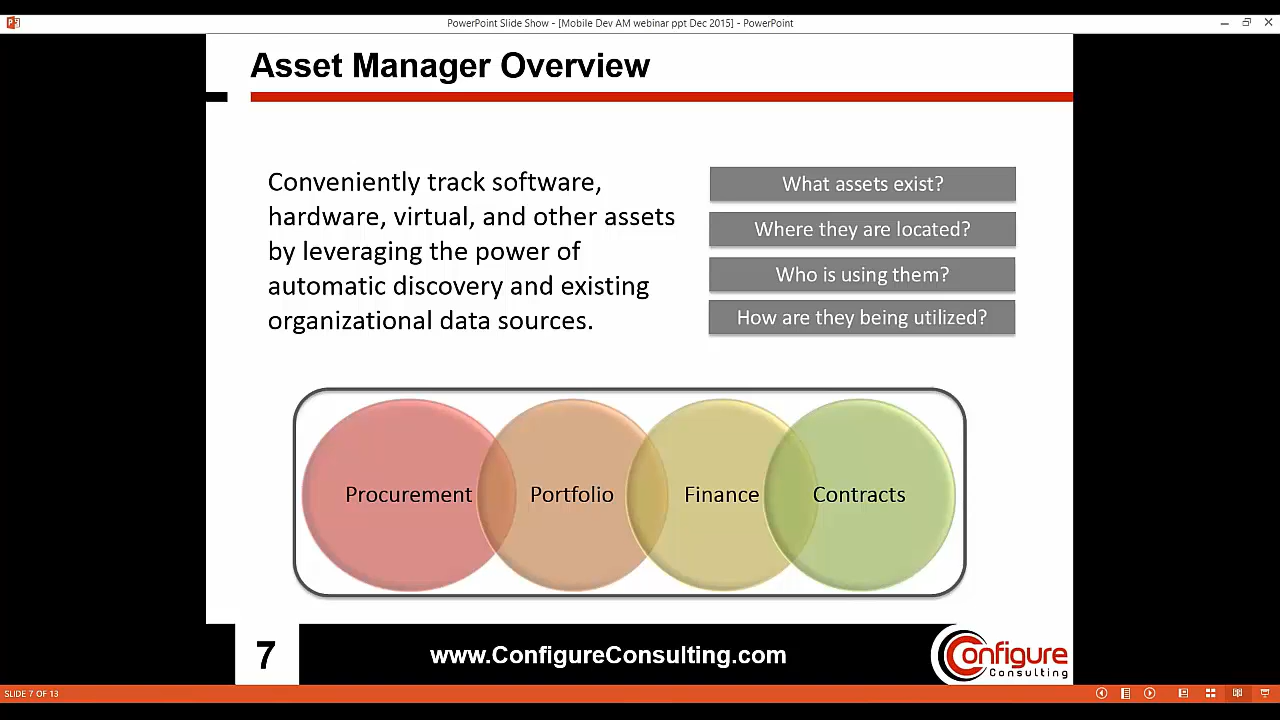 PowerPoint Slide Show - [Mobile Dev AM webinar ppt Dec 2015] - PowerPoint
Asset Manager Overview
Conveniently track software,
hardware, virtual, and other assets
by leveraging the power of
automatic discovery and existing
organizational data sources.
What assets exist?
Where they are located?
Who is using them?
How are they being utilized?
Procurement
Portfolio
Finance
Contracts
7
www.ConfigureConsulting.com
Configure
Consulting
SLIDE 7 OF 13